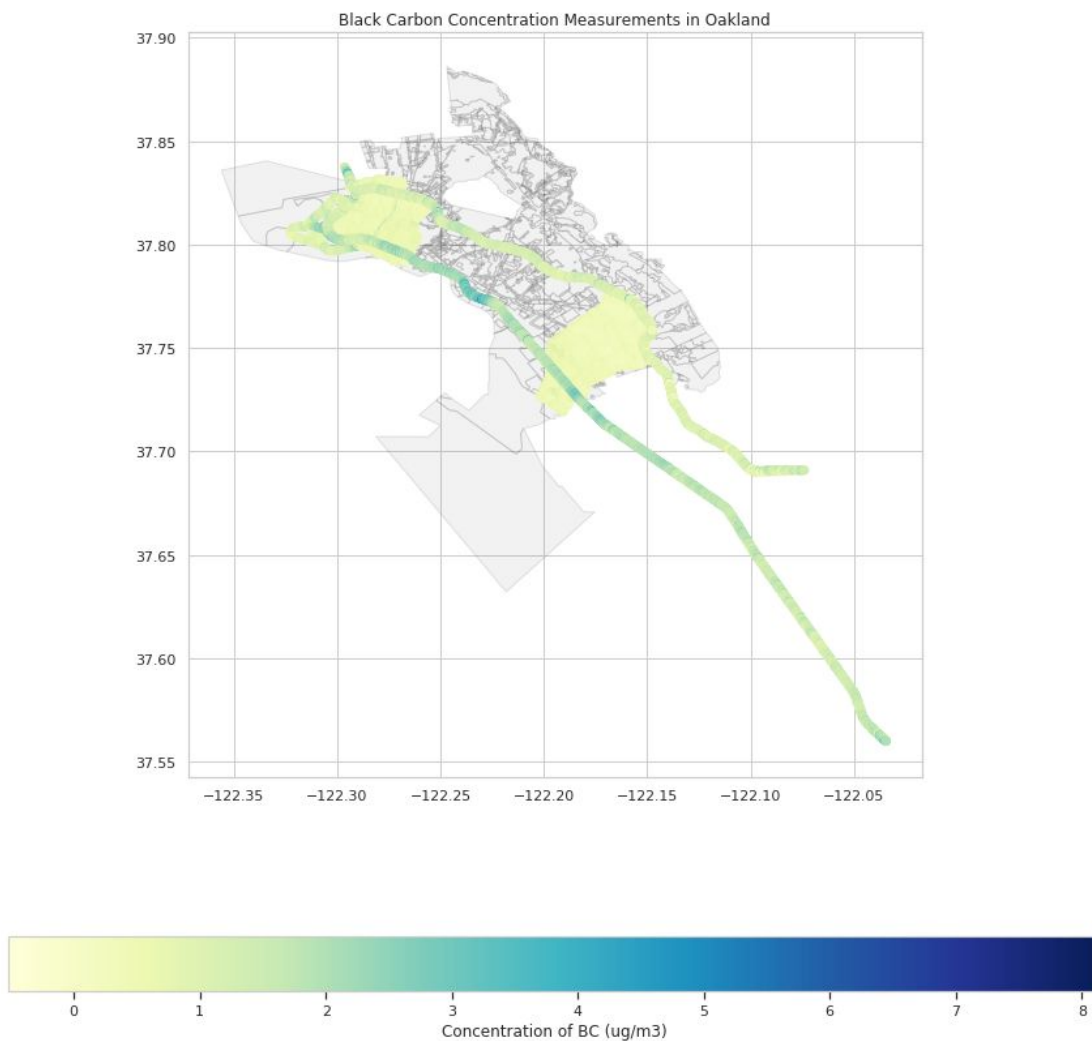 Black Carbon Concentration Measurements in Oakland
37.90
37.85
37.80
37.75
37.70
37.65
37.60
37.55
−122.35 −122.30 −122.25 −122.20 −122.15 −122.10 −122.05
0 1 2 3 4 5 6 7 8
Concentration of BC (ug/m3)